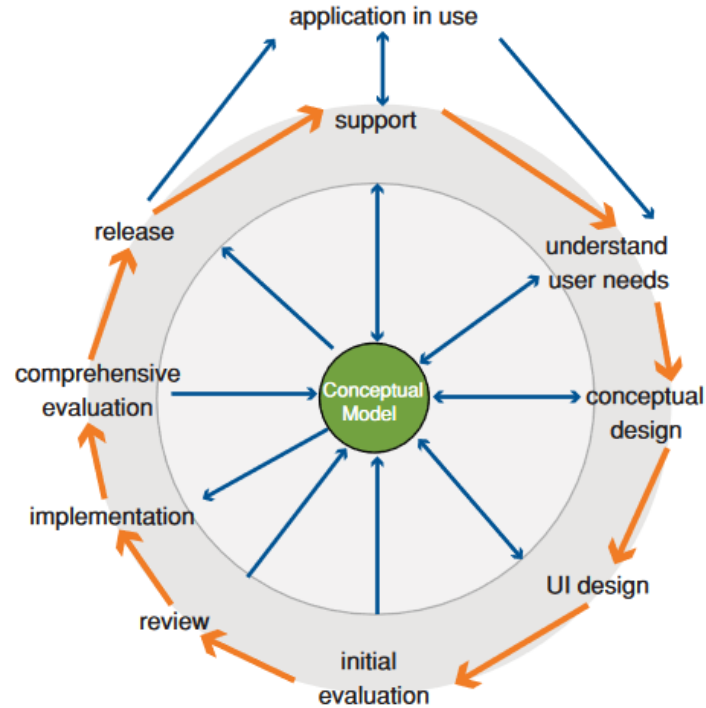 application in use
support
release
understand
user needs
comprehensive
evaluation
Conceptual
Model
conceptual
design
implementation
UI design
review
initial
evaluation